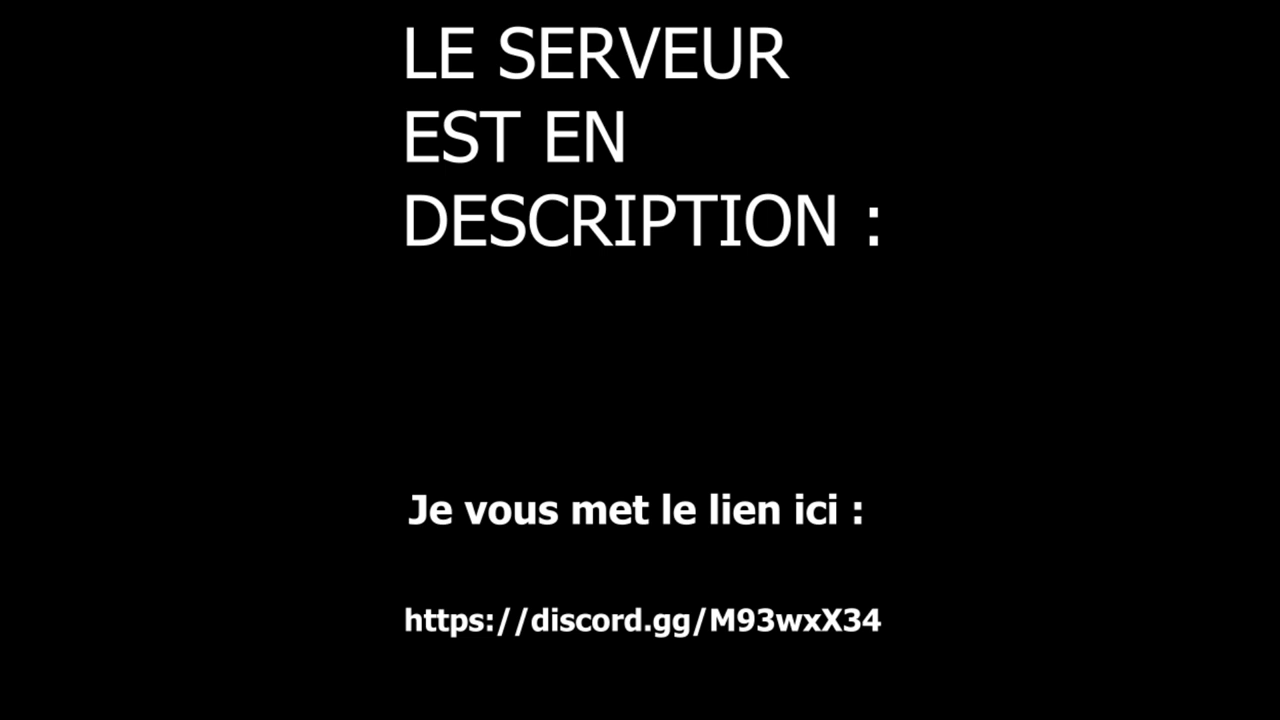 LE SERVEUR
EST EN
DESCRIPTION :
Je vous met le lien ici :
https://discord.gg/M93wxX34